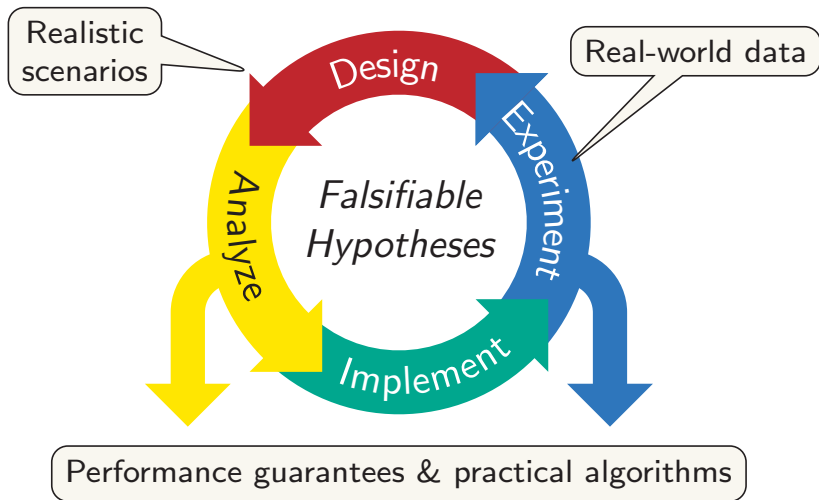 Realistic
scenarios
Design
Real-world data
Experiment
Falsifiable
Hypotheses
Analyze
Implement
Performance guarantees & practical algorithms